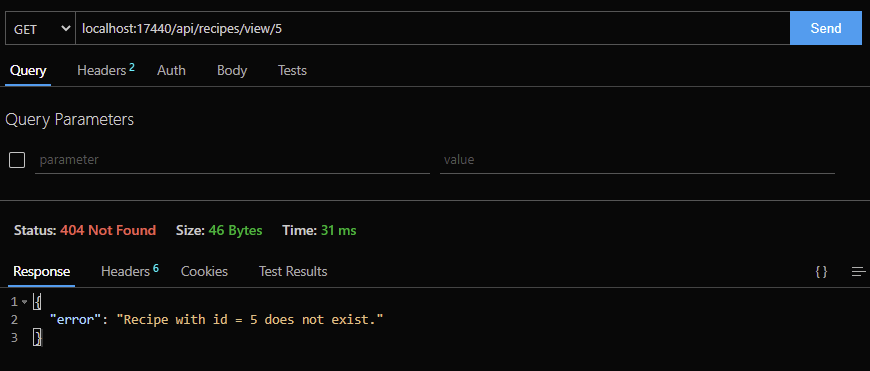 GET localhost:17440/api/recipes/view/5 Send
Query Headers 2 Auth Body Tests
Query Parameters
parameter value
Status: 404 Not Found Size: 46 Bytes Time: 31 ms
Response Headers 6 Cookies Test Results { }
1 {
2 "error": "Recipe with id = 5 does not exist."
3 }